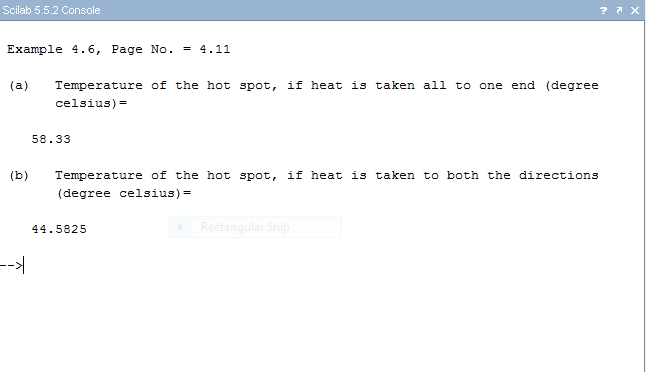 Scilab 5.5.2 Console
Example 4.6, Page No. = 4.11
(a) Temperature of the hot spot, if heat is taken all to one end (degree
celsius)=
58.33
(b) Temperature of the hot spot, if heat is taken to both the directions
(degree celsius)=
44.5825
Rectangular Snip
-->